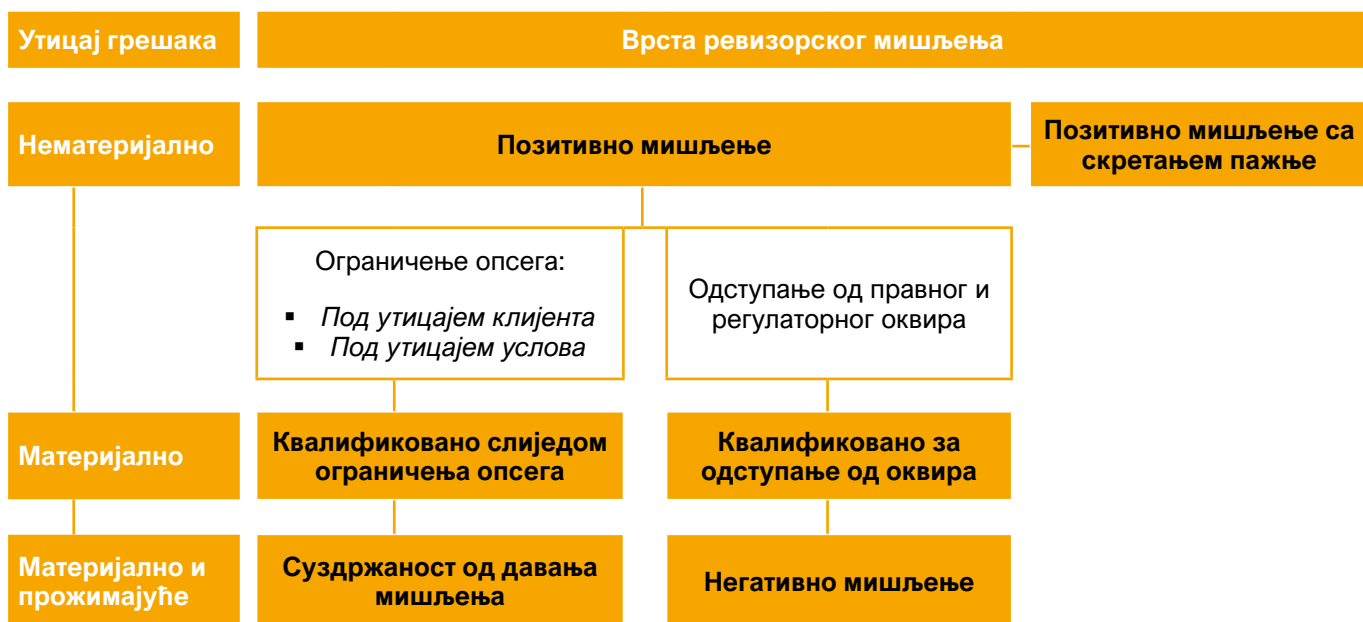 Утицај грешака
Врста ревизорског мишљења
Нематеријално
Позитивно мишљење
Позитивно мишљење са
скретањем пажње
Ограничење опсега:
▪ Под утицајем клијента
▪ Под утицајем услова
Одступање од правног и
регулаторног оквира
Материјално
Квалификовано слиједом
ограничења опсега
Квалификовано за
одступање од оквира
Материјално и
прожимајуће
Суздржаност од давања
мишљења
Негативно мишљење